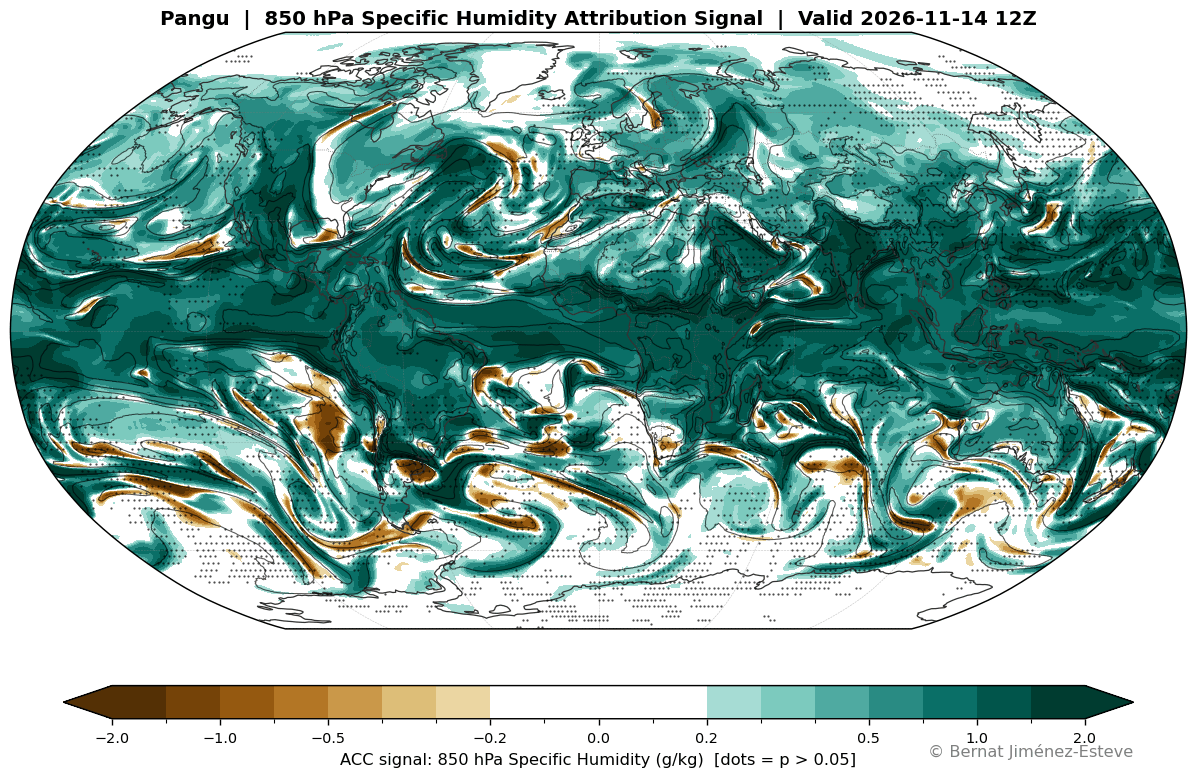 Pangu | 850 hPa Specific Humidity Attribution Signal | Valid 2026-11-14 12Z
−2.0 −1.0 −0.5 −0.2 0.0 0.2 0.5 1.0 2.0
ACC signal: 850 hPa Specific Humidity (g/kg) [dots = p > 0.05]
© Bernat Jiménez-Esteve